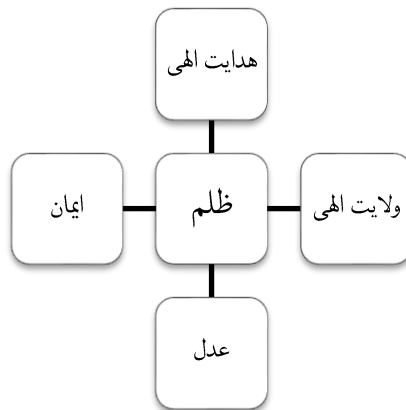 هدایت الهی
ولایت الهی
ظلم
ایمان
عدل